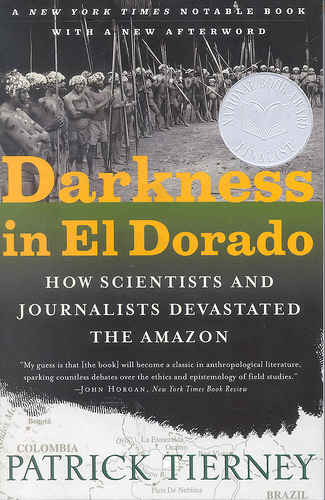 A NEW YORK TIMES NOTABLE BOOK
WITH A NEW AFTERWORD
NATIONAL BOOK AWARD
FINALIST
Darkness
in El Dorado
HOW SCIENTISTS AND
JOURNALISTS DEVASTATED
THE AMAZON
"My guess is that [the book] will become a classic in anthropological literature,
sparking countless debates over the ethics and epistemology of field studies."
—JOHN HORGAN, New York Times Book Review
Bogotá
COLOMBIA
La Esmeralda
Ocamo
PATRICK TIERNEY
Pico De Neblina
BRAZIL